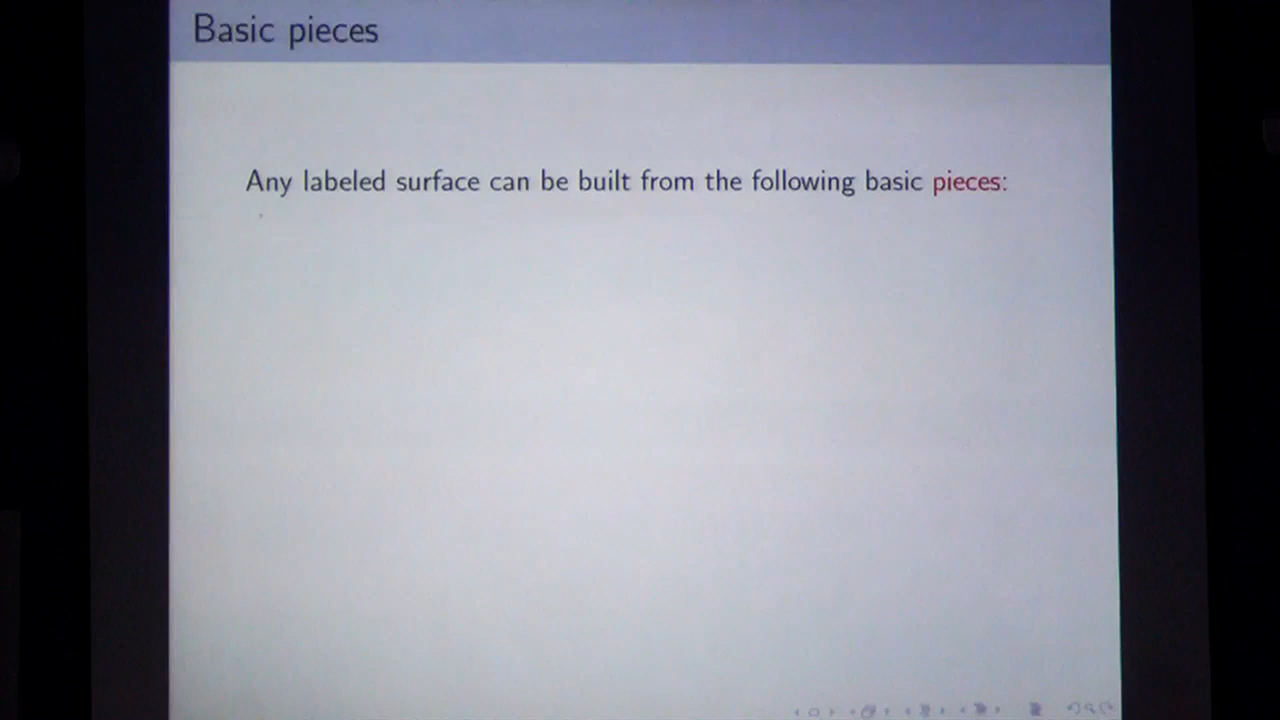 Basic pieces
Any labeled surface can be built from the following basic pieces: